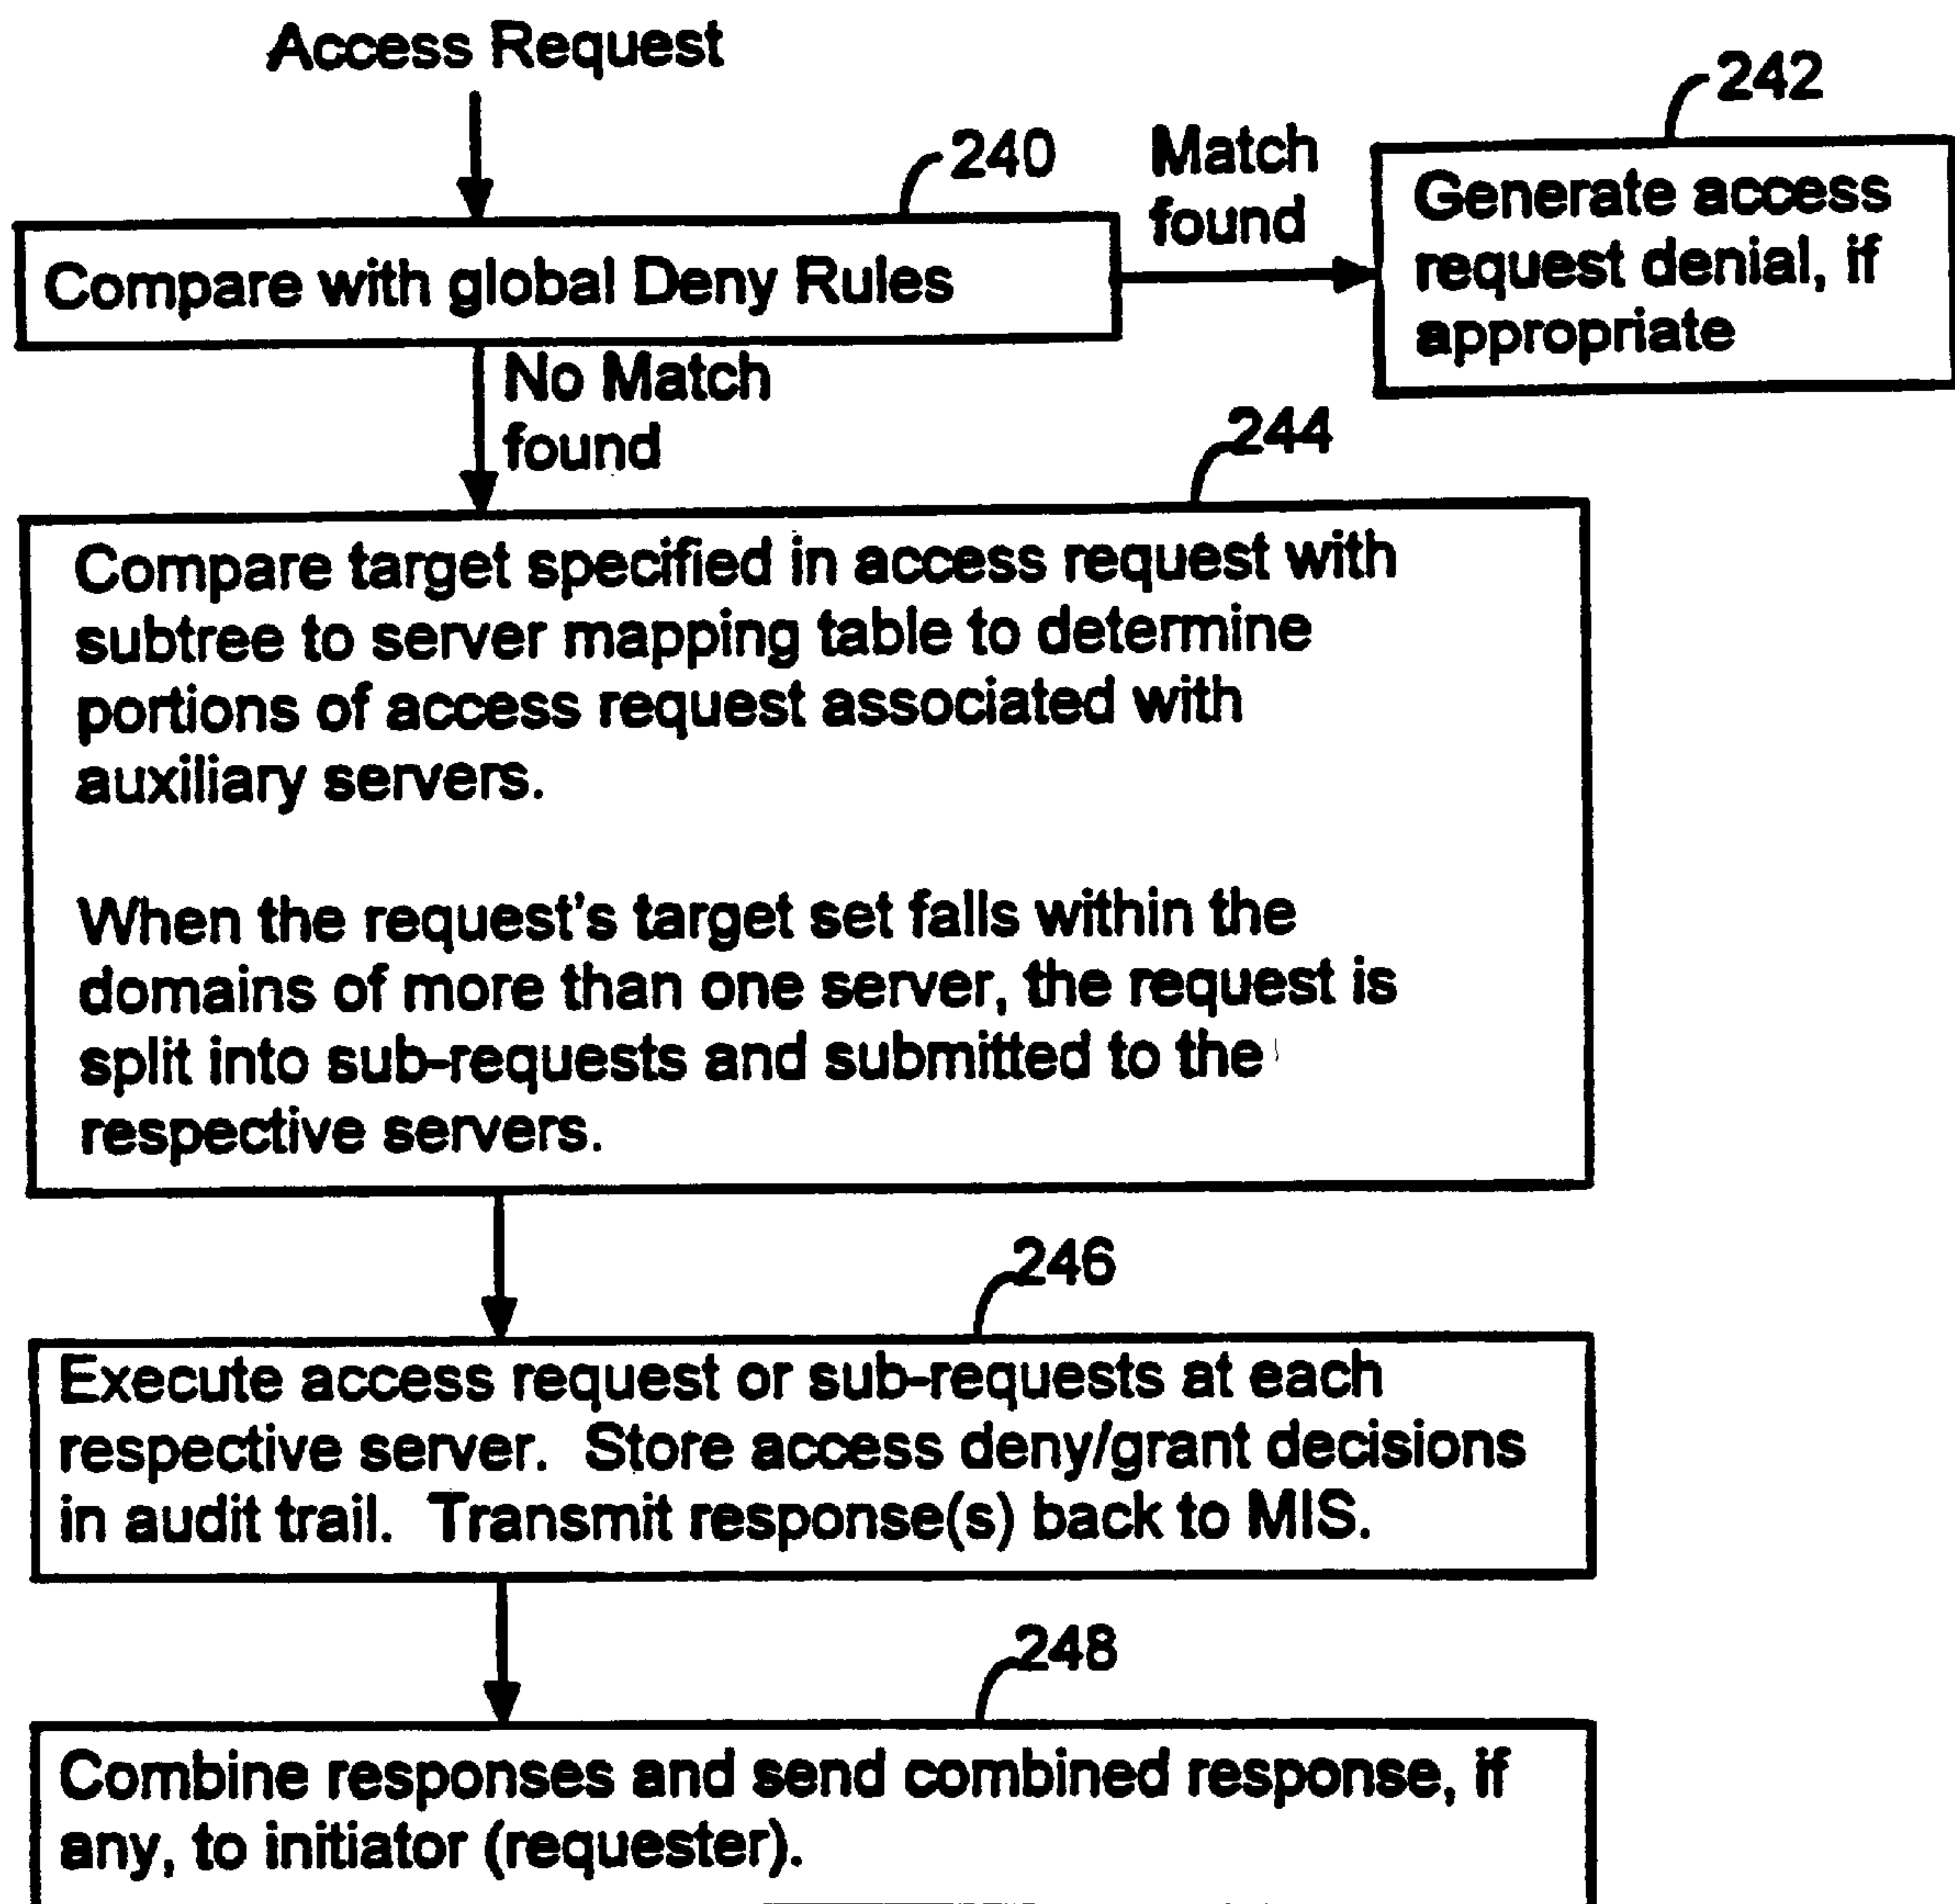 Access Request
240
Match
found
242
Generate access
request denial, if
appropriate
Compare with global Deny Rules
No Match
found
244
Compare target specified in access request with
subtree to server mapping table to determine
portions of access request associated with
auxiliary servers.
When the request's target set falls within the
domains of more than one server, the request is
split into sub-requests and submitted to the
respective servers.
246
Execute access request or sub-requests at each
respective server. Store access deny/grant decisions
in audit trail. Transmit response(s) back to MIS.
248
Combine responses and send combined response, if
any, to initiator (requester).